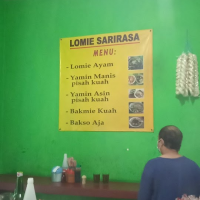 LOMIE SARIRASA
MENU:
- Lomie Ayam
- Yamin Manis
pisah kuah
- Yamin Asin
pisah kuah
- Bakmie Kuah
- Bakso Aja